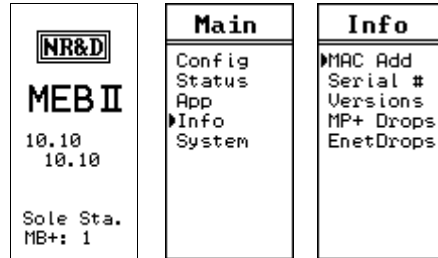 NR&D
MEB II
10.10
10.10
Sole Sta.
MB+: 1
Main
Config
Status
App
Info
System
Info
MAC Add
Serial #
Versions
MP+ Drops
EnetDrops